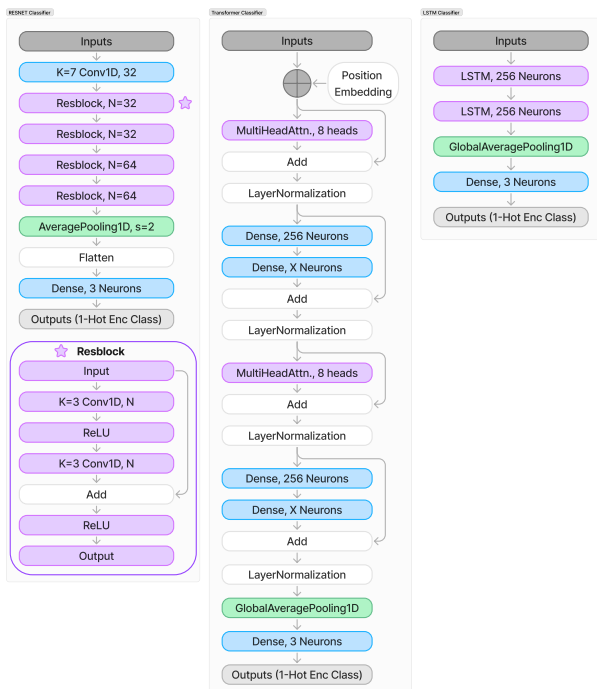 RESNET Classifier
Inputs
K=7 Conv1D, 32
Resblock, N=32
Resblock, N=32
Resblock, N=64
Resblock, N=64
AveragePooling1D, s=2
Flatten
Dense, 3 Neurons
Outputs (1-Hot Enc Class)
Resblock
Input
K=3 Conv1D, N
ReLU
K=3 Conv1D, N
Add
ReLU
Output
Transformer Classifier
Inputs
Position
Embedding
MultiHeadAttn., 8 heads
Add
LayerNormalization
Dense, 256 Neurons
Dense, X Neurons
Add
LayerNormalization
MultiHeadAttn., 8 heads
Add
LayerNormalization
Dense, 256 Neurons
Dense, X Neurons
Add
LayerNormalization
GlobalAveragePooling1D
Dense, 3 Neurons
Outputs (1-Hot Enc Class)
LSTM Classifier
Inputs
LSTM, 256 Neurons
LSTM, 256 Neurons
GlobalAveragePooling1D
Dense, 3 Neurons
Outputs (1-Hot Enc Class)